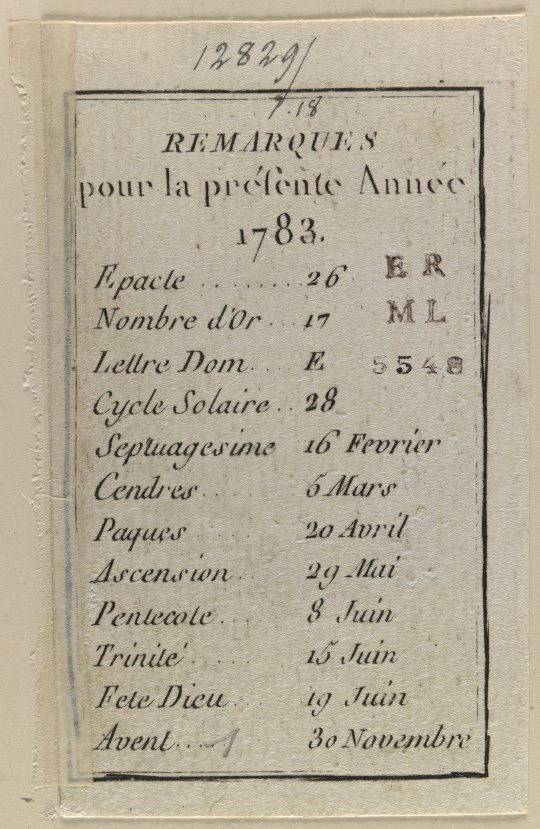 12829/
7.18
REMARQUES
pour la préſente Année
1783.
Epacte ......... 26
Nombre d'Or ... 17
Lettre Dom.... E
Cycle Solaire .. 28
Septuagesime 16 Fevrier
Cendres ..... 5 Mars
Paques ...... 20 Avril
Ascension ... 29 Mai
Pentecote .... 8 Juin
Trinité ...... 15 Juin
Fete Dieu .... 19 Juin
Avent ..... 30 Novembre
E R
M L
5548